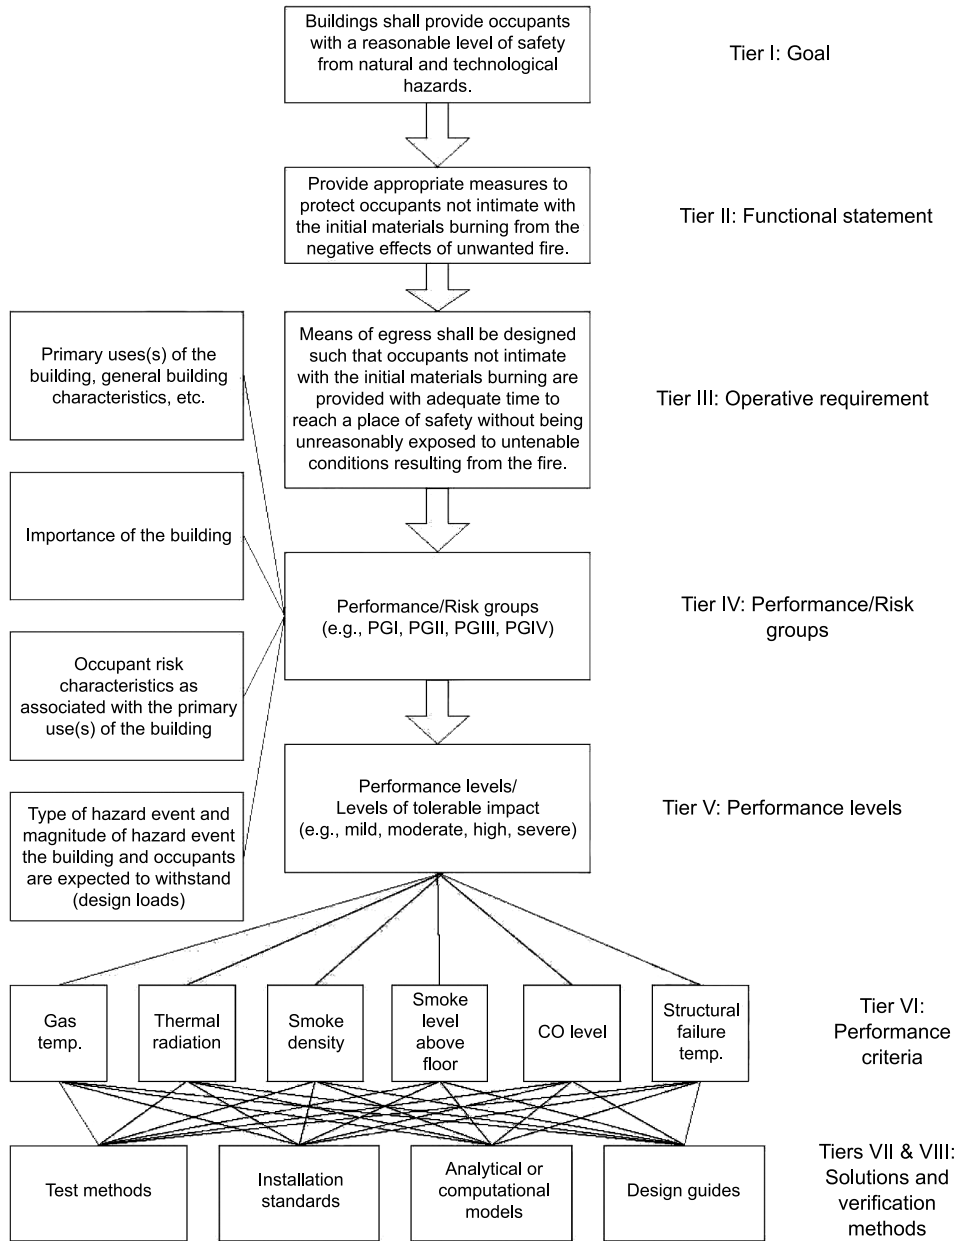 Buildings shall provide occupants
with a reasonable level of safety
from natural and technological
hazards.
Tier I: Goal
Provide appropriate measures to
protect occupants not intimate with
the initial materials burning from the
negative effects of unwanted fire.
Tier II: Functional statement
Means of egress shall be designed
such that occupants not intimate
with the initial materials burning are
provided with adequate time to
reach a place of safety without being
unreasonably exposed to untenable
conditions resulting from the fire.
Tier III: Operative requirement
Primary uses(s) of the
building, general building
characteristics, etc.
Importance of the building
Occupant risk
characteristics as
associated with the primary
use(s) of the building
Type of hazard event and
magnitude of hazard event
the building and occupants
are expected to withstand
(design loads)
Performance/Risk groups
(e.g., PGI, PGII, PGIII, PGIV)
Tier IV: Performance/Risk
groups
Performance levels/
Levels of tolerable impact
(e.g., mild, moderate, high, severe)
Tier V: Performance levels
Gas
temp.
Thermal
radiation
Smoke
density
Smoke
level
above
floor
CO level
Structural
failure
temp.
Tier VI:
Performance
criteria
Test methods
Installation
standards
Analytical or
computational
models
Design guides
Tiers VII & VIII:
Solutions and
verification
methods